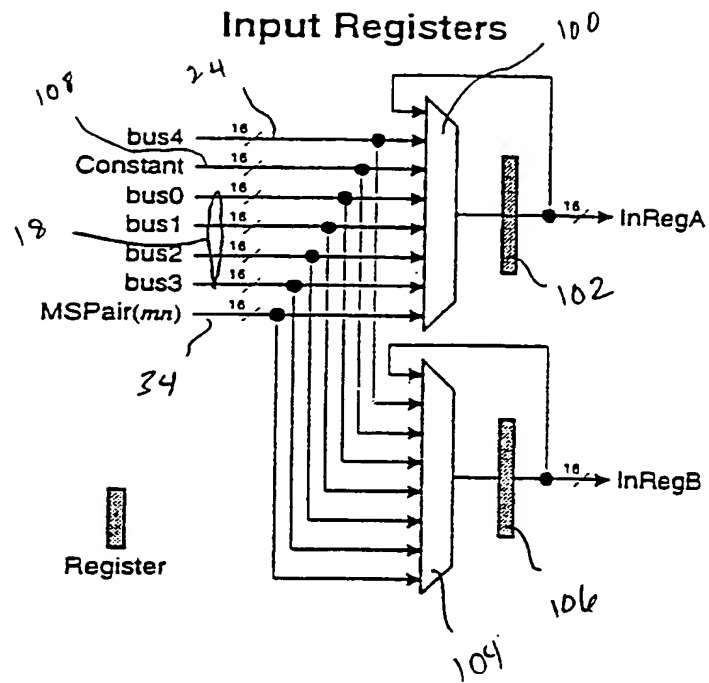 Input Registers
100
24
108
bus4 16
Constant 16
bus0 16
18
bus1 16
bus2 16
bus3 16
MSPair(mn) 16
34
16 InRegA
102
16 InRegB
Register
106
104